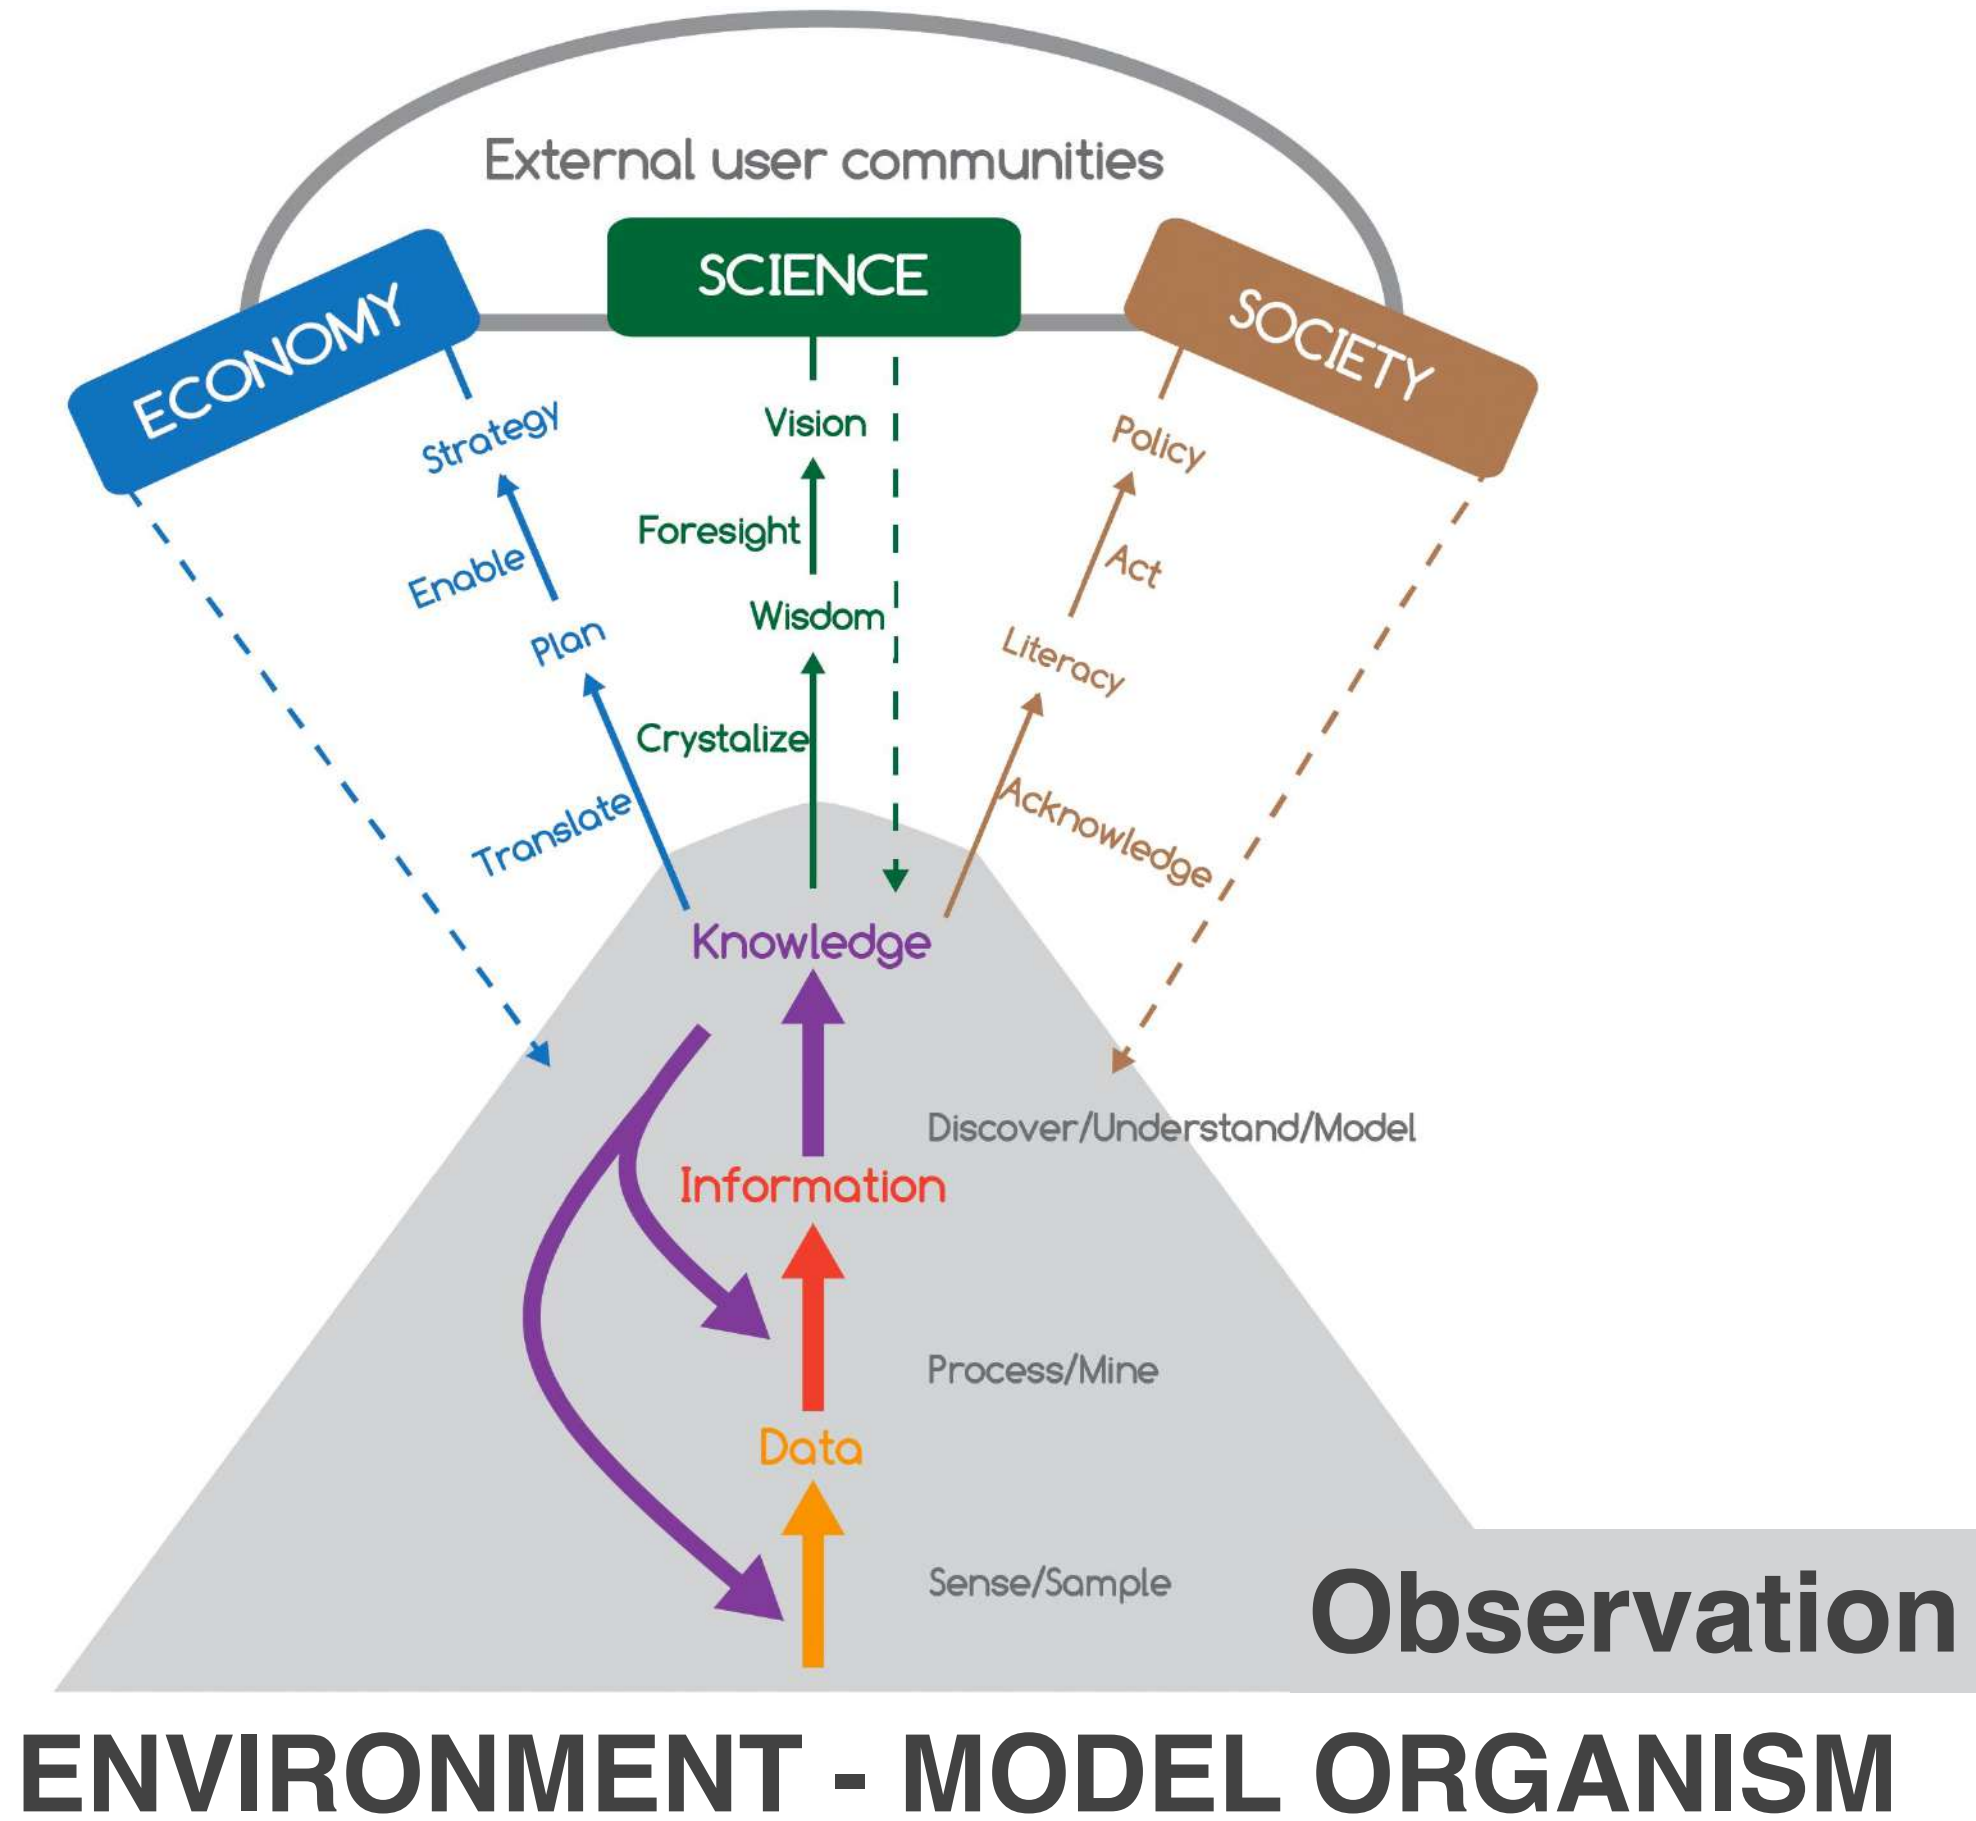 External user communities
ECONOMY
SCIENCE
SOCIETY
Strategy
Vision
Policy
Enable
Foresight
Act
Plan
Wisdom
Literacy
Translate
Crystalize
Acknowledge
Knowledge
Discover/Understand/Model
Information
Process/Mine
Data
Sense/Sample
Observation
ENVIRONMENT - MODEL ORGANISM